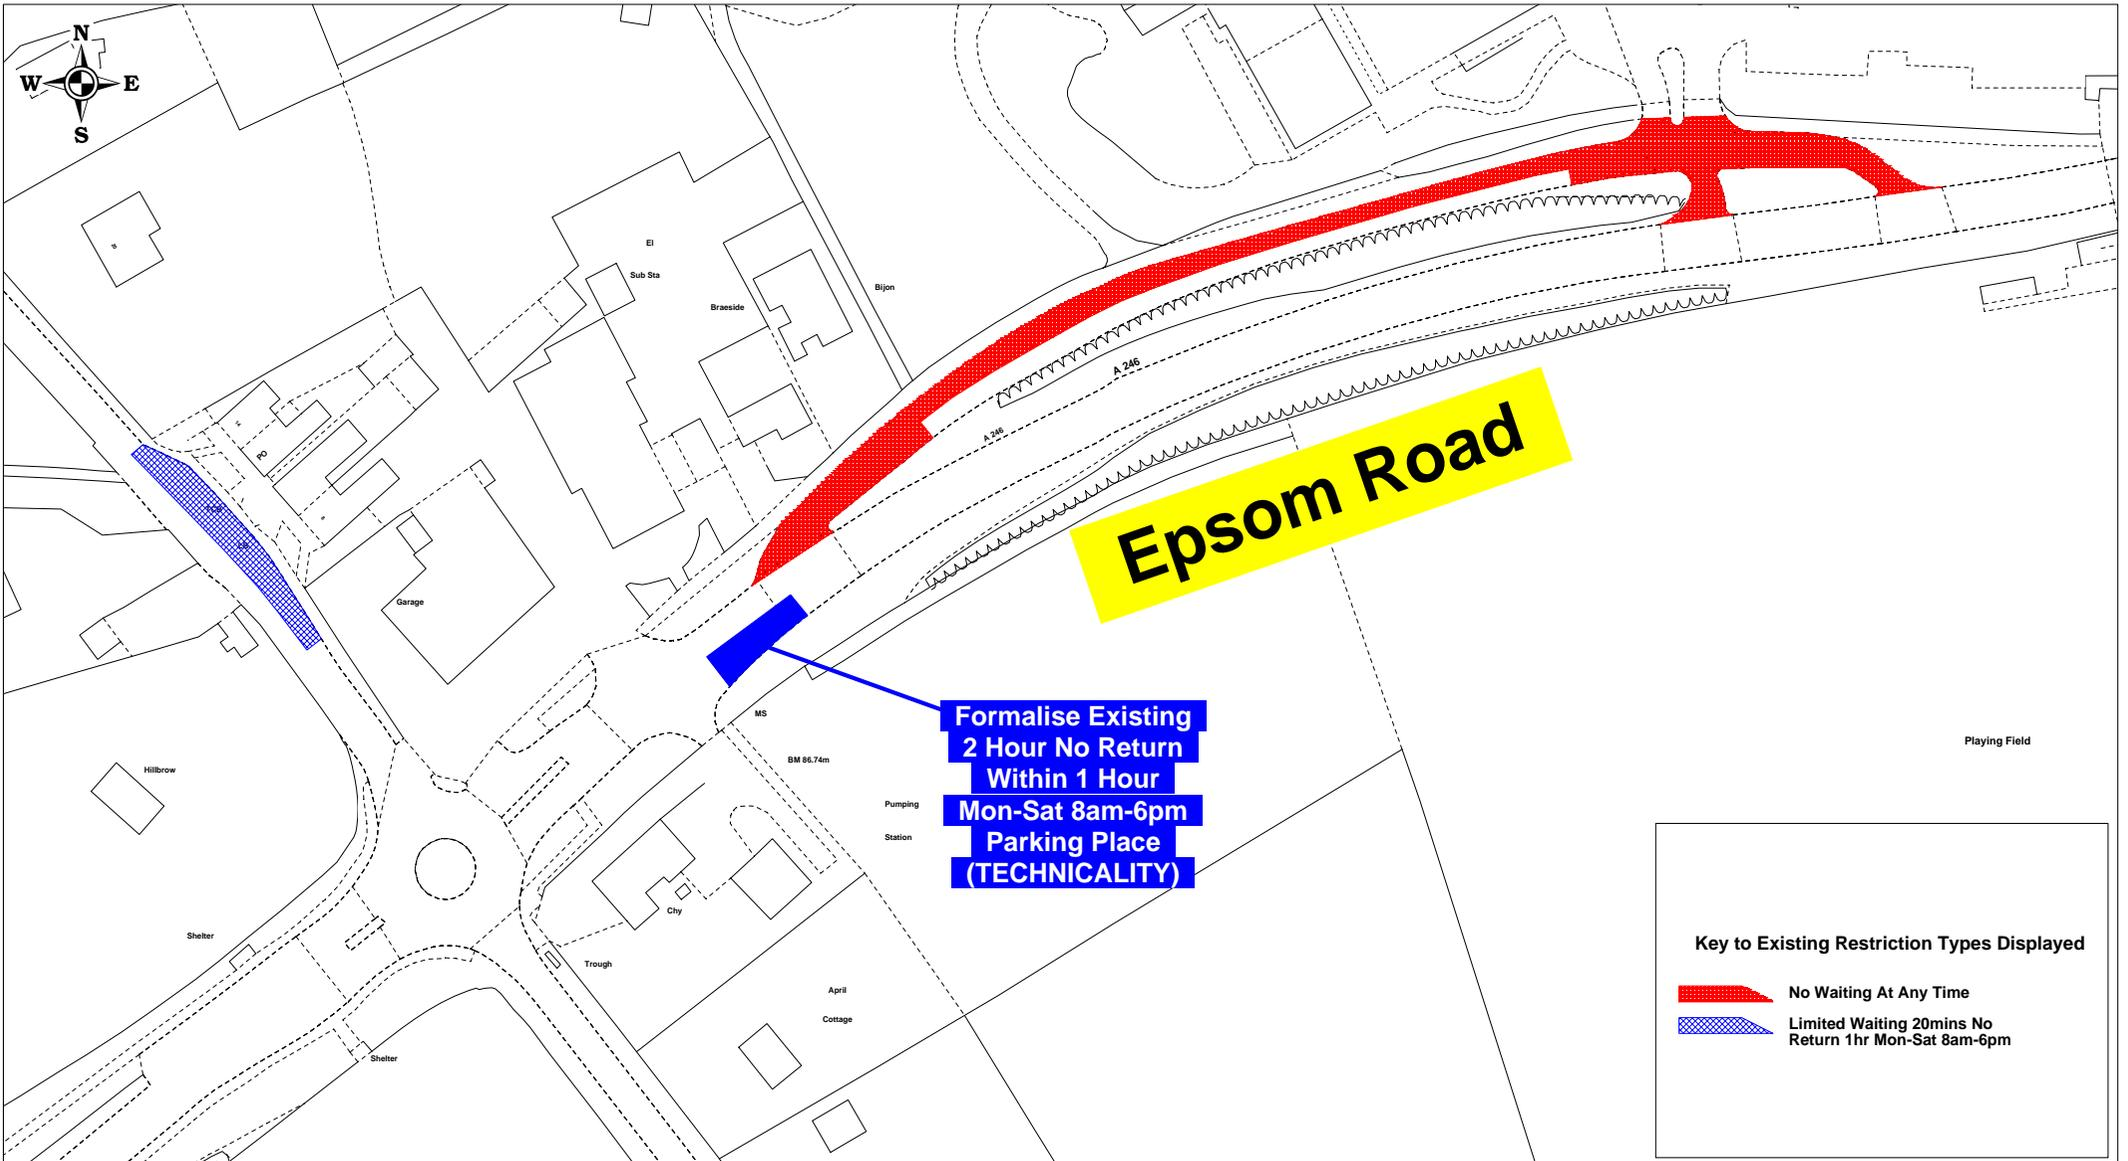 N
W E
S
El
Sub Sta
Braeside
Bijon
A 246
A 246
Epsom Road
PO
TCB
LB
Garage
Formalise Existing
2 Hour No Return
Within 1 Hour
Mon-Sat 8am-6pm
Parking Place
(TECHNICALITY)
MS
BM 86.74m
Pumping
Station
Playing Field
Hillbrow
Chy
Shelter
Trough
April
Cottage
Shelter
Key to Existing Restriction Types Displayed
No Waiting At Any Time
Limited Waiting 20mins No
Return 1hr Mon-Sat 8am-6pm